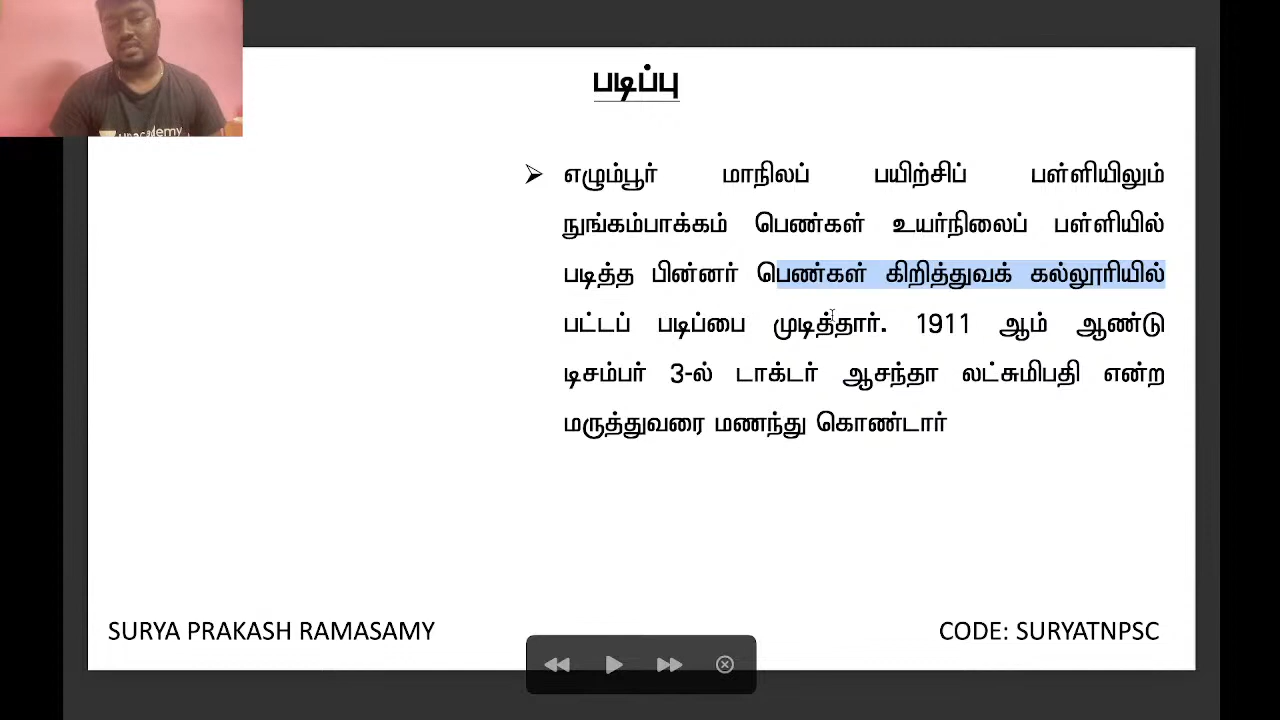 படிப்பு
➢ எழும்பூர் மாநிலப் பயிற்சிப் பள்ளியிலும்
நுங்கம்பாக்கம் பெண்கள் உயர்நிலைப் பள்ளியில்
படித்த பின்னர் பெண்கள் கிறித்துவக் கல்லூரியில்
பட்டப் படிப்பை முடித்தார். 1911 ஆம் ஆண்டு
டிசம்பர் 3-ல் டாக்டர் ஆசந்தா லட்சுமிபதி என்ற
மருத்துவரை மணந்து கொண்டார்
SURYA PRAKASH RAMASAMY
CODE: SURYATNPSC